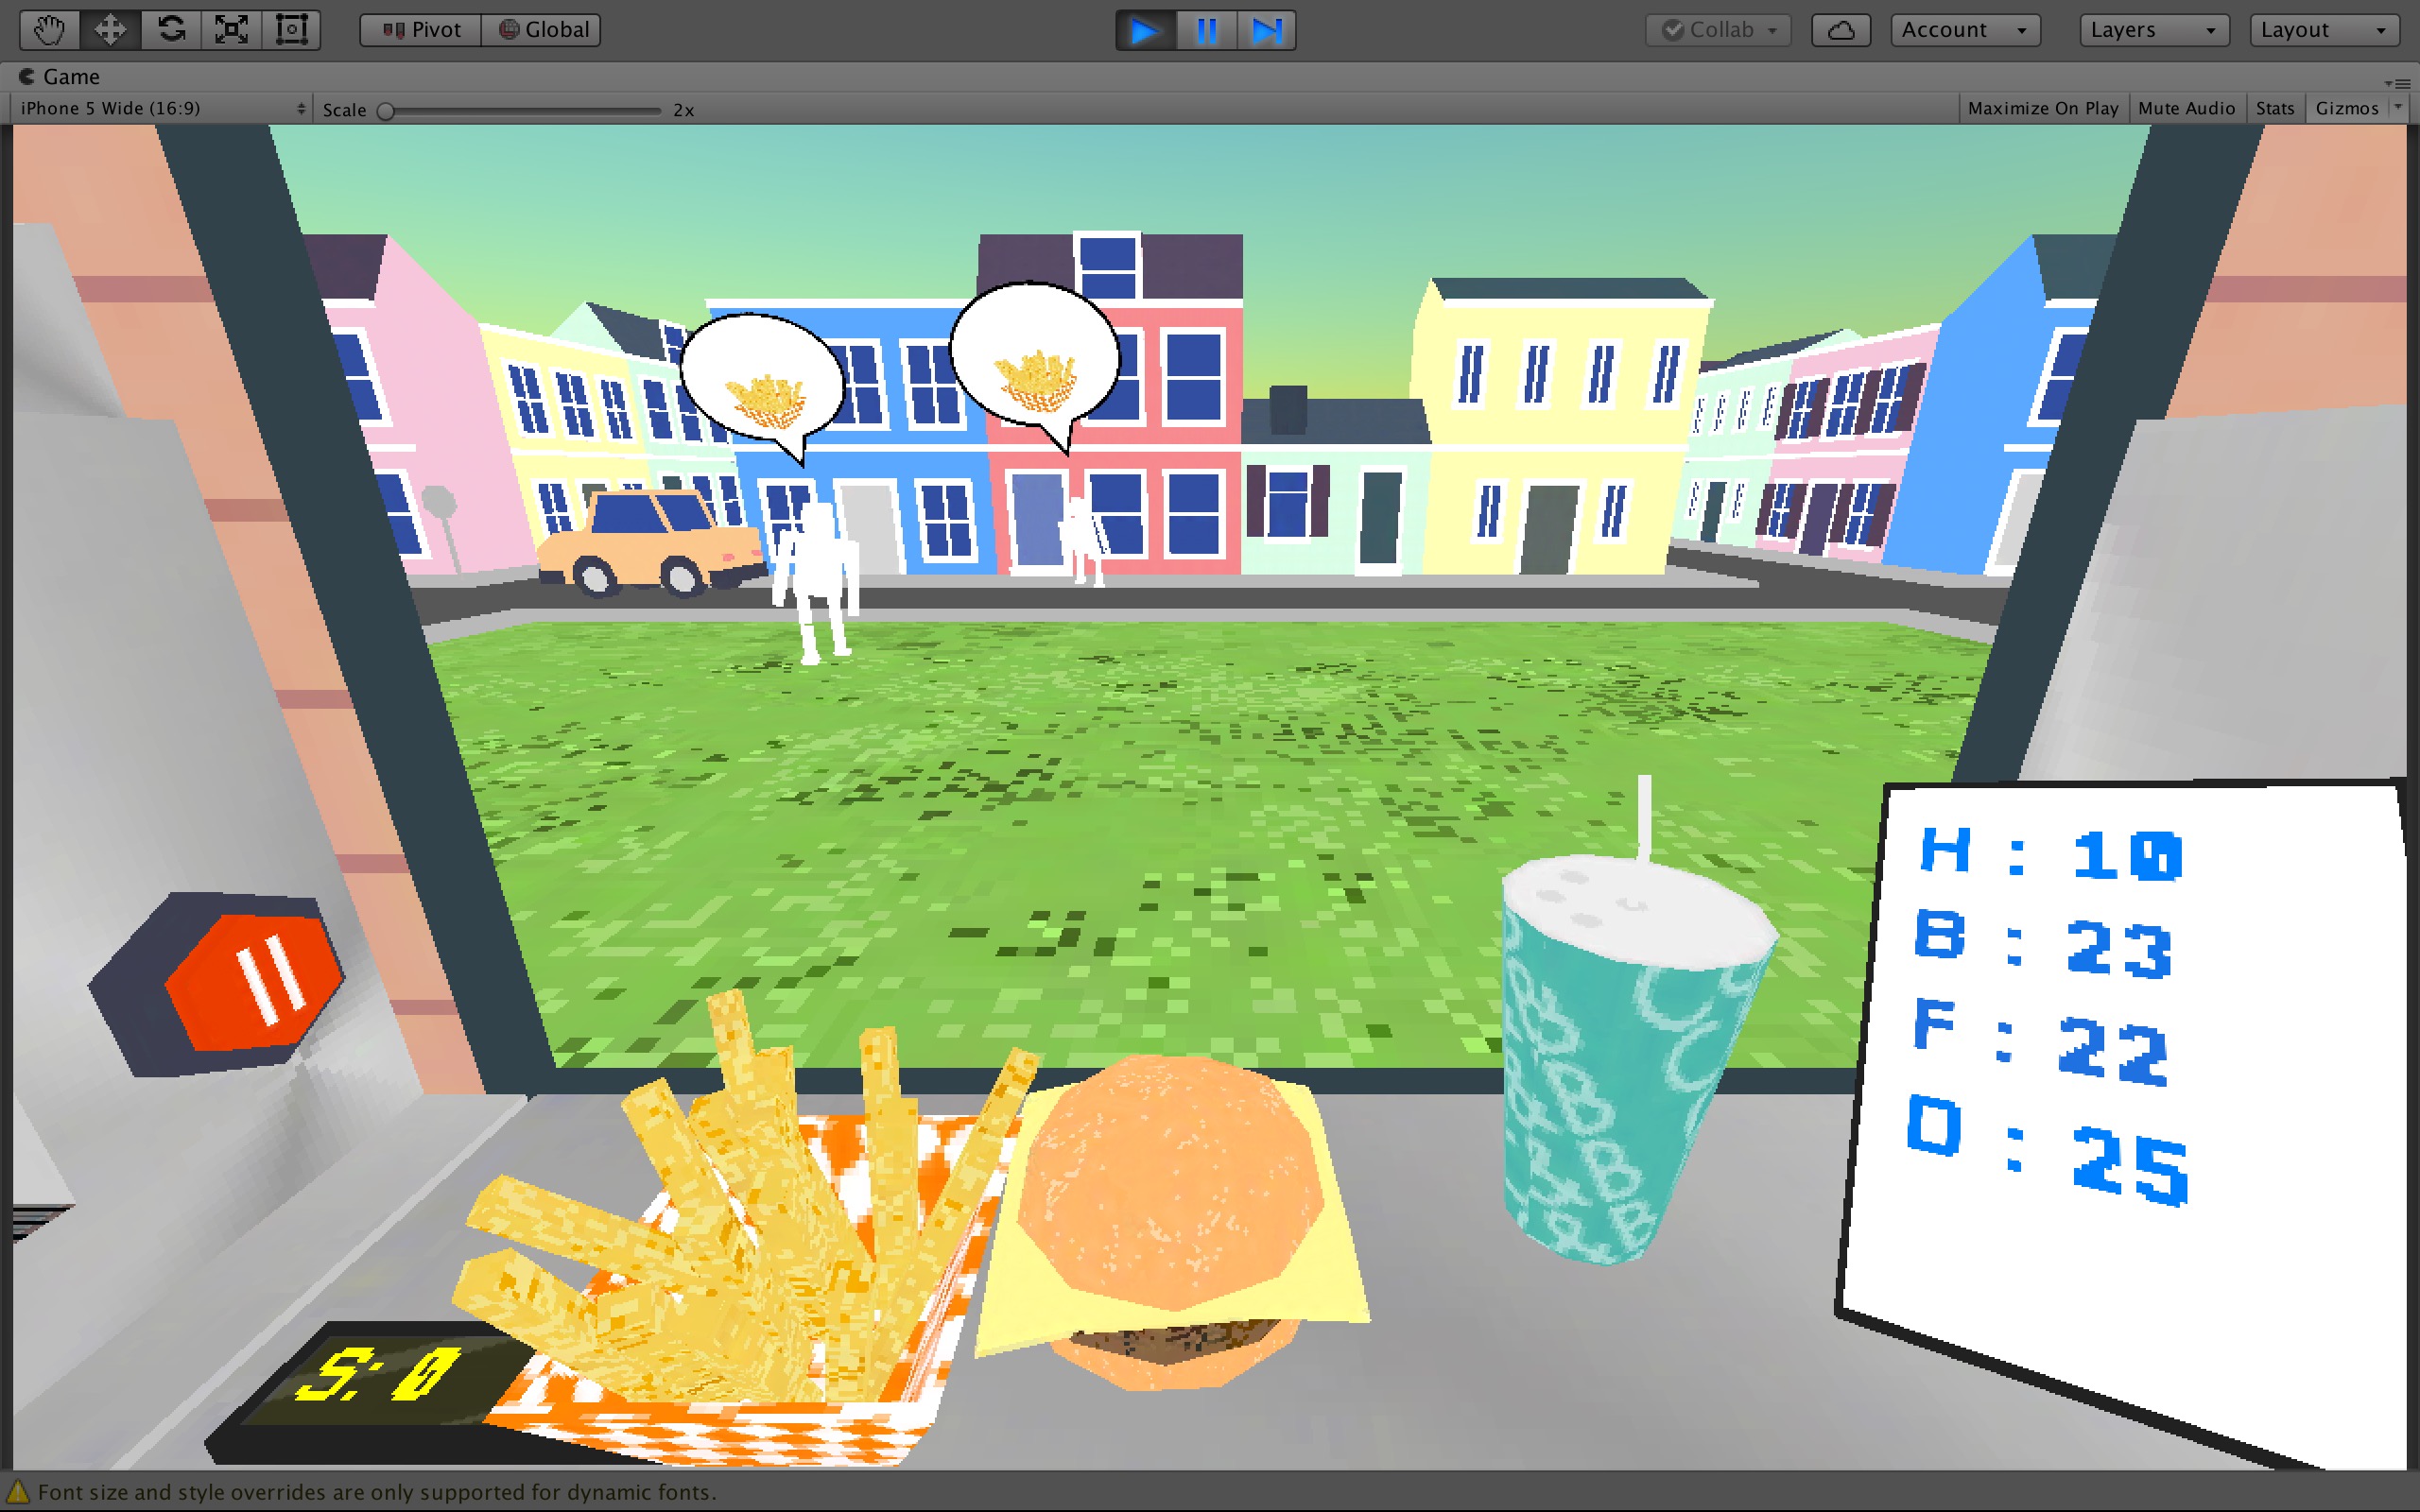 Pivot Global Collab Account Layers Layout
Game
iPhone 5 Wide (16:9) Scale 2x Maximize On Play Mute Audio Stats Gizmos
H : 10
B : 23
F : 22
D : 25
S: 0
Font size and style overrides are only supported for dynamic fonts.